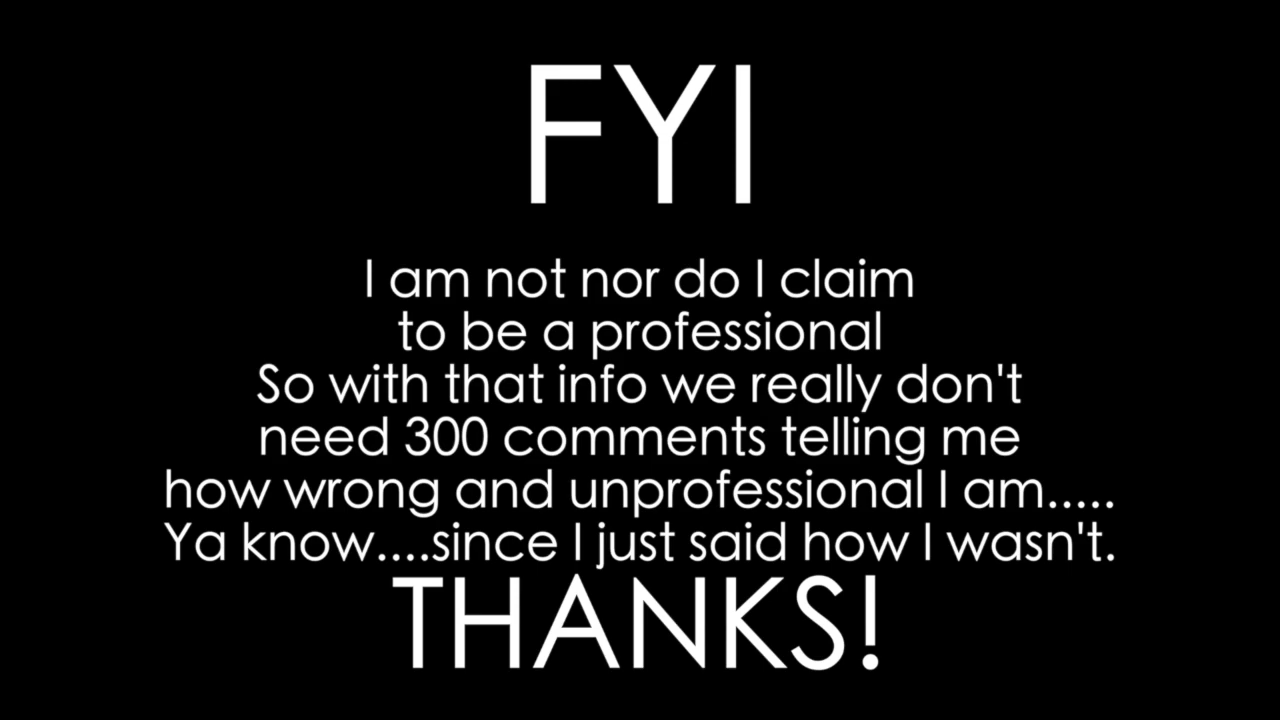 FYI
I am not nor do I claim
to be a professional
So with that info we really don't
need 300 comments telling me
how wrong and unprofessional I am.....
Ya know....since I just said how I wasn't.
THANKS!